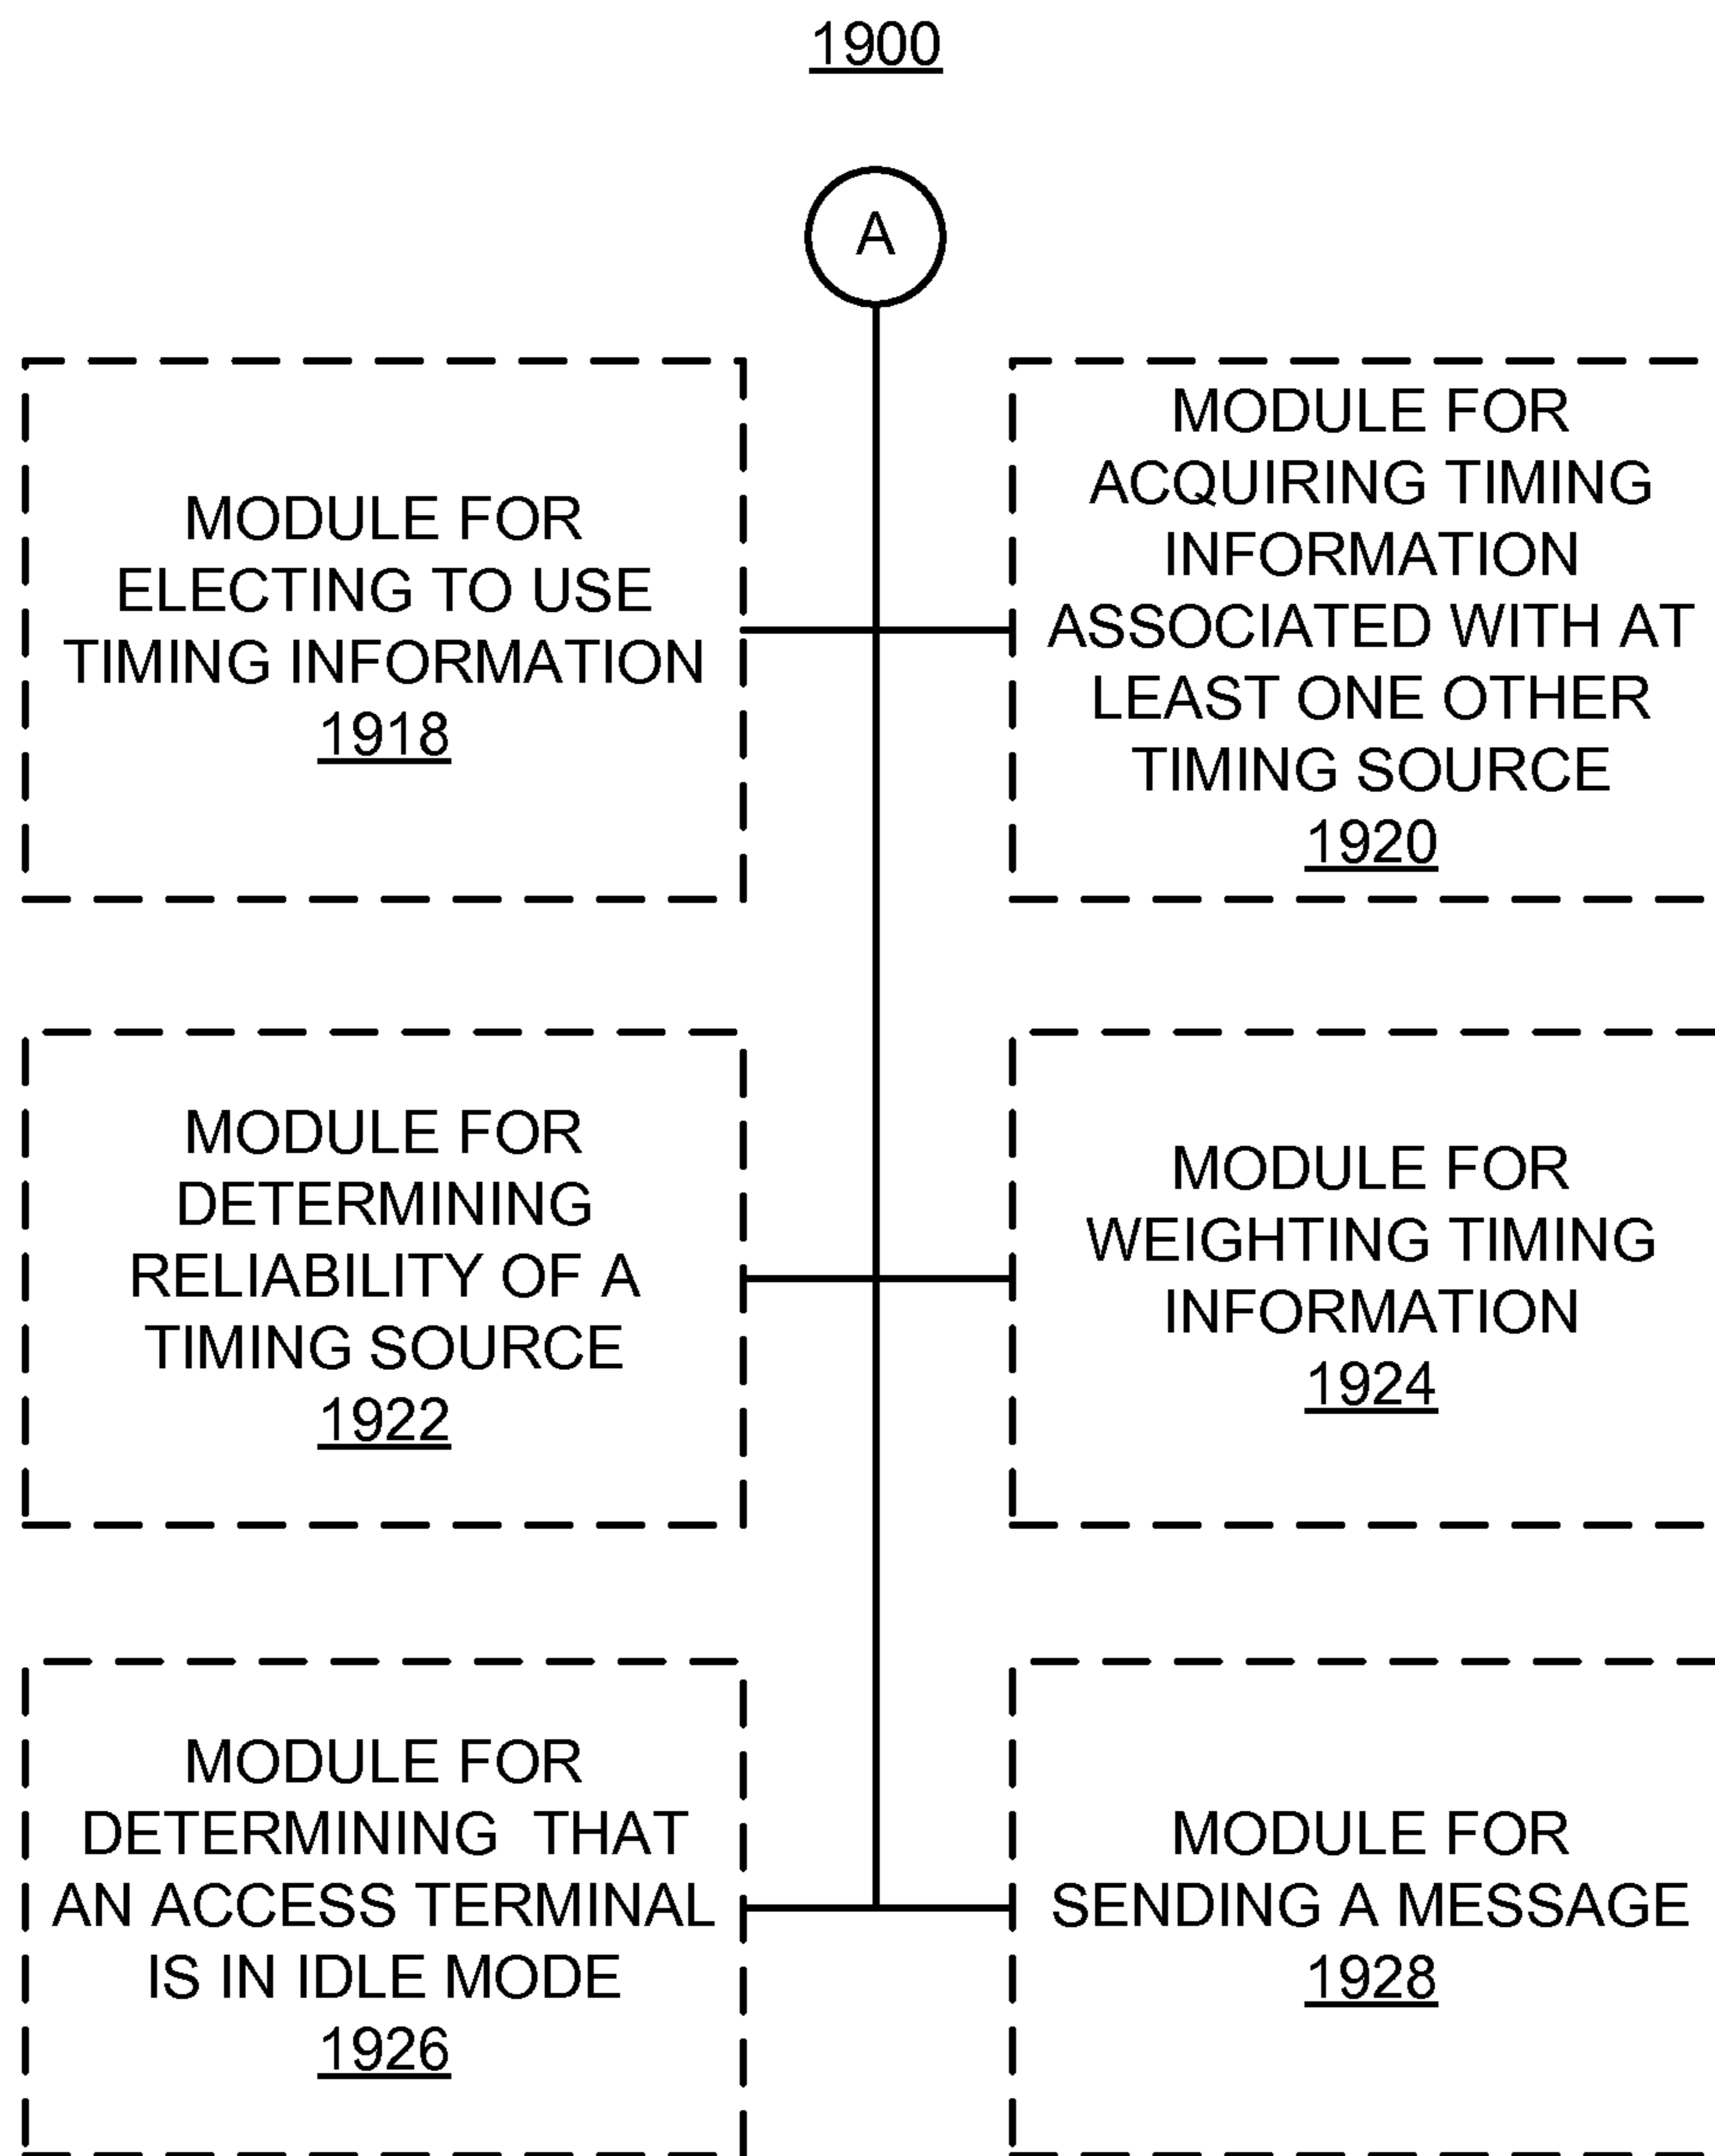 1900
A
MODULE FOR
ELECTING TO USE
TIMING INFORMATION
1918
MODULE FOR
ACQUIRING TIMING
INFORMATION
ASSOCIATED WITH AT
LEAST ONE OTHER
TIMING SOURCE
1920
MODULE FOR
DETERMINING
RELIABILITY OF A
TIMING SOURCE
1922
MODULE FOR
WEIGHTING TIMING
INFORMATION
1924
MODULE FOR
DETERMINING THAT
AN ACCESS TERMINAL
IS IN IDLE MODE
1926
MODULE FOR
SENDING A MESSAGE
1928